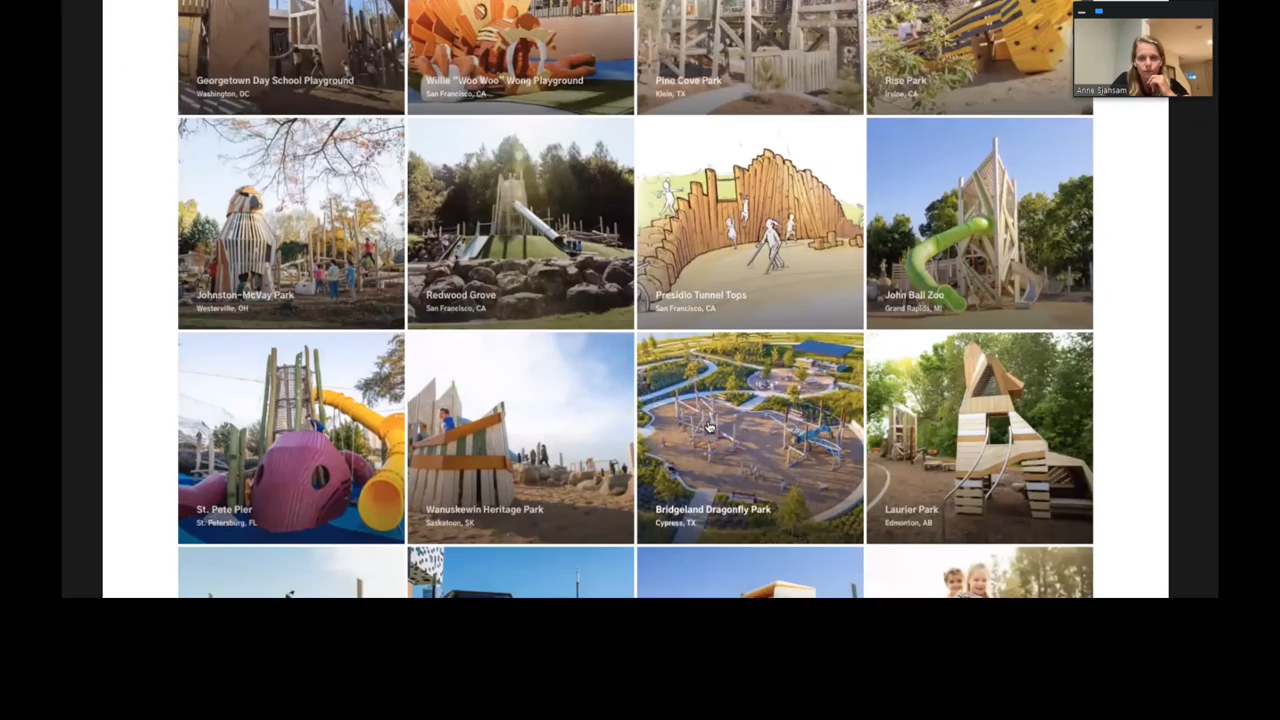 Georgetown Day School Playground
Washington, DC
Willie "Woo Woo" Wong Playground
San Francisco, CA
Pine Cove Park
Klein, TX
Rise Park
Irvine, CA
Anne Sjahsam
Johnston-McVay Park
Westerville, OH
Redwood Grove
San Francisco, CA
Presidio Tunnel Tops
San Francisco, CA
John Ball Zoo
Grand Rapids, MI
St. Pete Pier
St. Petersburg, FL
Wanuskewin Heritage Park
Saskatoon, SK
Bridgeland Dragonfly Park
Cypress, TX
Laurier Park
Edmonton, AB